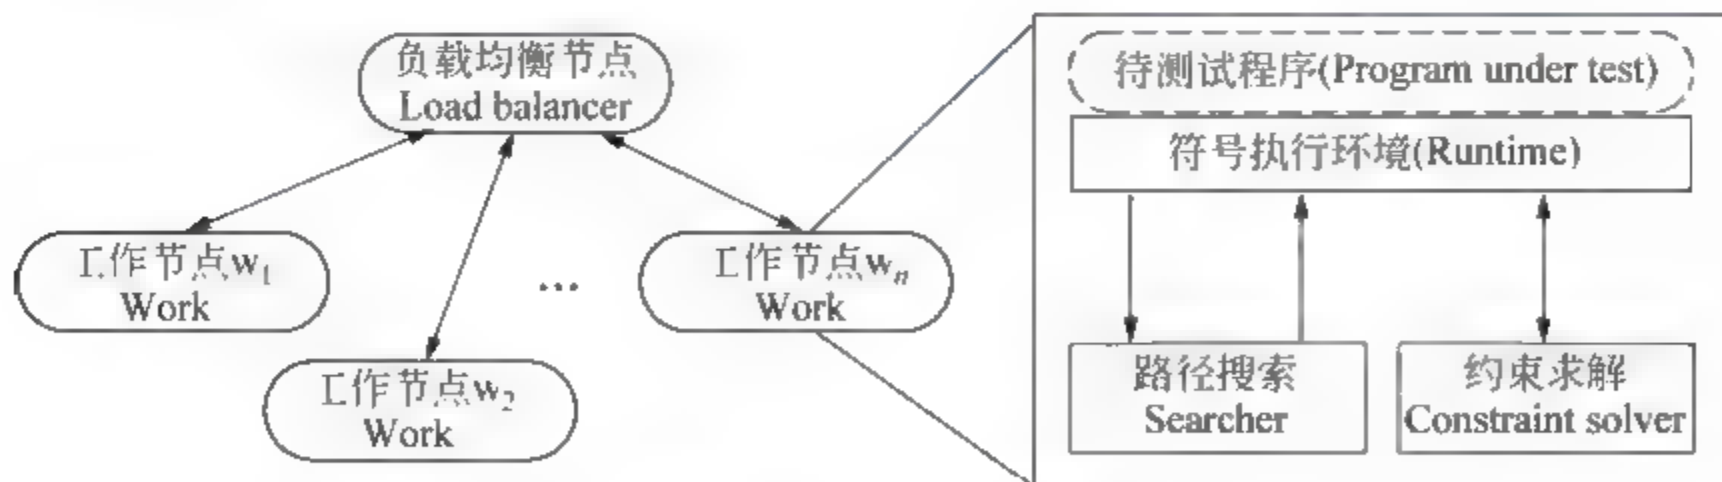 负载均衡节点
Load balancer
工作节点w₁
Work
工作节点w₂
Work
...
工作节点wₙ
Work
待测试程序(Program under test)
符号执行环境(Runtime)
路径搜索
Searcher
约束求解
Constraint solver